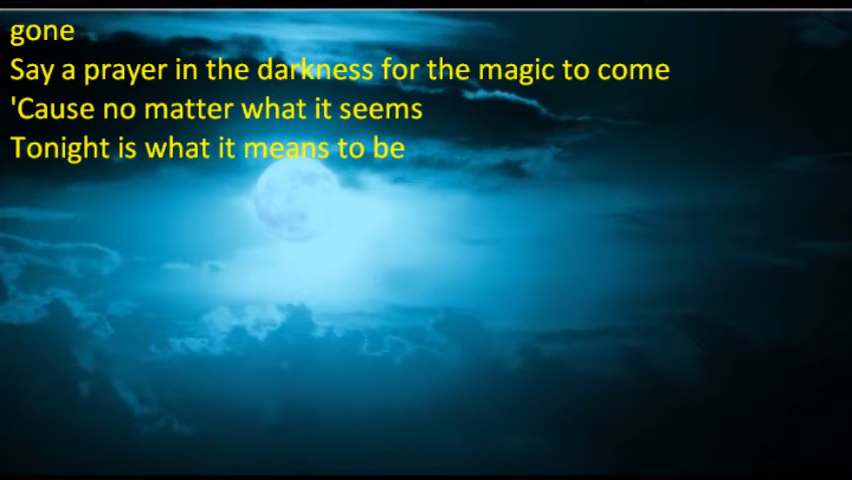 gone
Say a prayer in the darkness for the magic to come
'Cause no matter what it seems
Tonight is what it means to be